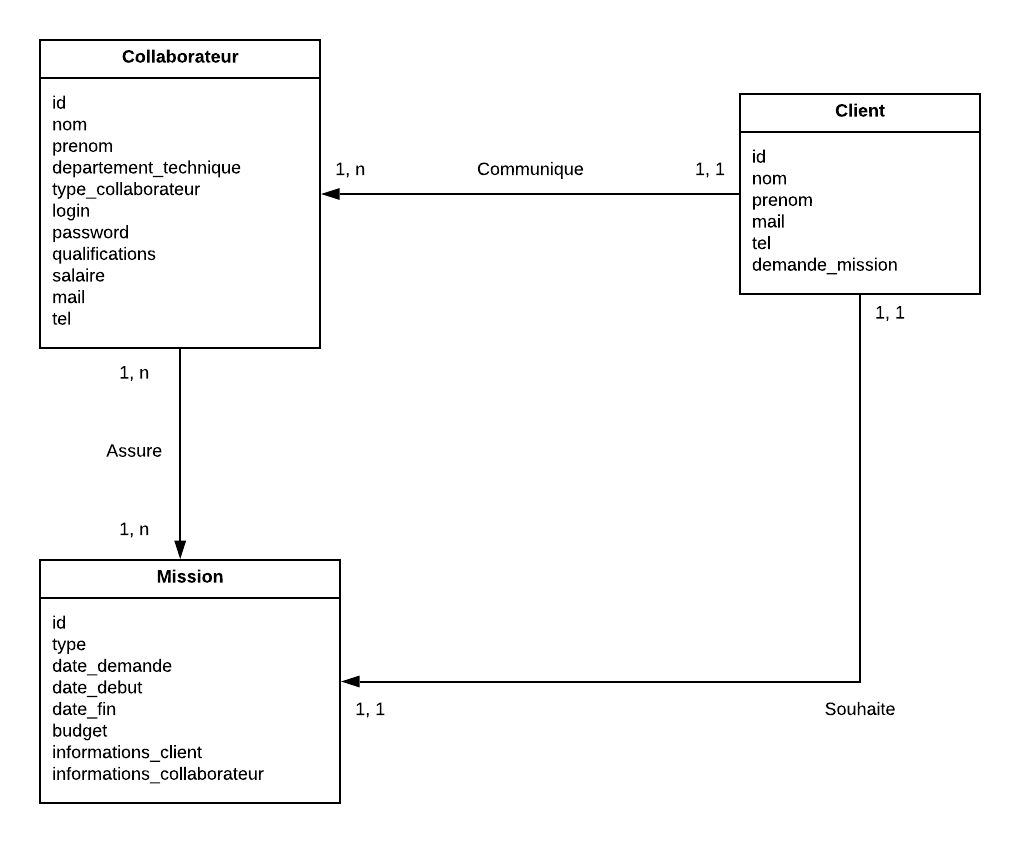 Collaborateur
id
nom
prenom
departement_technique
type_collaborateur
login
password
qualifications
salaire
mail
tel
1, n
Communique
1, 1
Client
id
nom
prenom
mail
tel
demande_mission
1, 1
1, n
Assure
1, n
Mission
id
type
date_demande
date_debut
date_fin
budget
informations_client
informations_collaborateur
1, 1
Souhaite